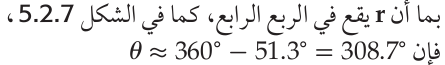 بما أن r يقع في الربع الرابع، كما في الشكل 5.2.7 ،
فإن θ ≈ 360° − 51.3° = 308.7°